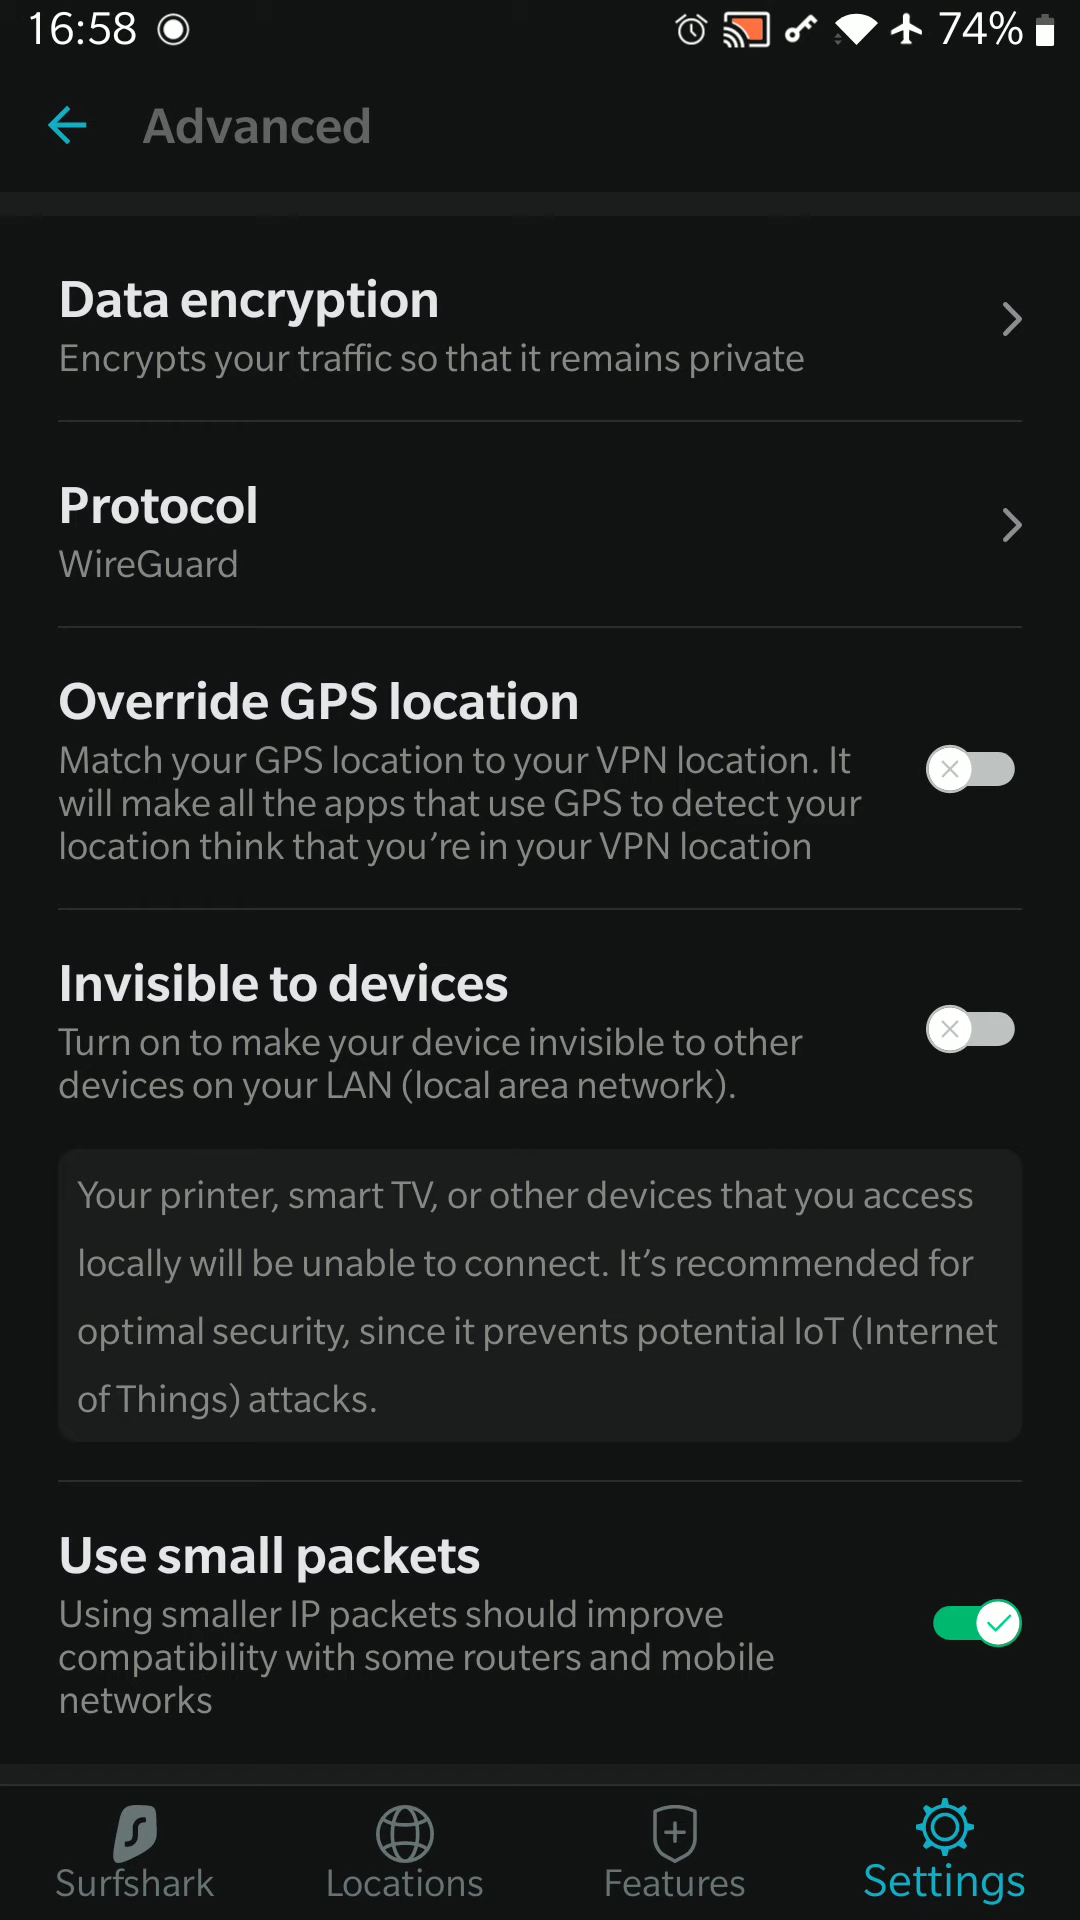 16:58
74%
Advanced
Data encryption
Encrypts your traffic so that it remains private
Protocol
WireGuard
Override GPS location
Match your GPS location to your VPN location. It
will make all the apps that use GPS to detect your
location think that you’re in your VPN location
Invisible to devices
Turn on to make your device invisible to other
devices on your LAN (local area network).
Your printer, smart TV, or other devices that you access
locally will be unable to connect. It’s recommended for
optimal security, since it prevents potential IoT (Internet
of Things) attacks.
Use small packets
Using smaller IP packets should improve
compatibility with some routers and mobile
networks
Surfshark
Locations
Features
Settings